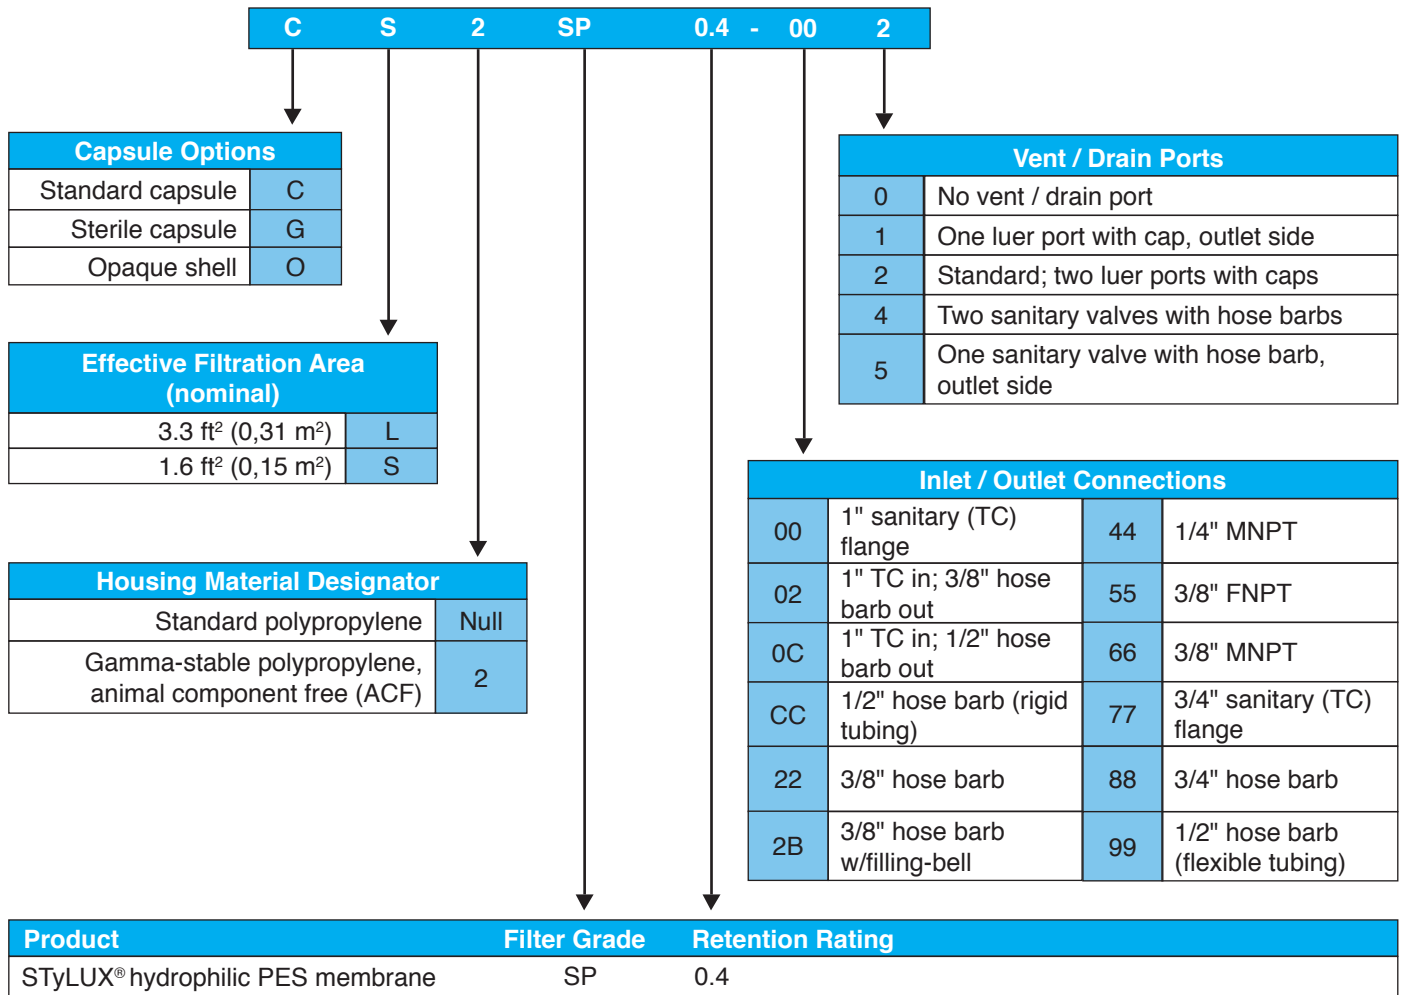 C S 2 SP 0.4 - 00 2
Capsule Options
Standard capsule C
Sterile capsule G
Opaque shell O
Effective Filtration Area
(nominal)
3.3 ft² (0,31 m²) L
1.6 ft² (0,15 m²) S
Housing Material Designator
Standard polypropylene Null
Gamma-stable polypropylene,
animal component free (ACF) 2
Vent / Drain Ports
0 No vent / drain port
1 One luer port with cap, outlet side
2 Standard; two luer ports with caps
4 Two sanitary valves with hose barbs
5 One sanitary valve with hose barb,
outlet side
Inlet / Outlet Connections
00 1" sanitary (TC)
flange
44 1/4" MNPT
02 1" TC in; 3/8" hose
barb out
55 3/8" FNPT
0C 1" TC in; 1/2" hose
barb out
66 3/8" MNPT
CC 1/2" hose barb (rigid
tubing)
77 3/4" sanitary (TC)
flange
22 3/8" hose barb
88 3/4" hose barb
2B 3/8" hose barb
w/filling-bell
99 1/2" hose barb
(flexible tubing)
Product Filter Grade Retention Rating
STyLUX® hydrophilic PES membrane SP 0.4